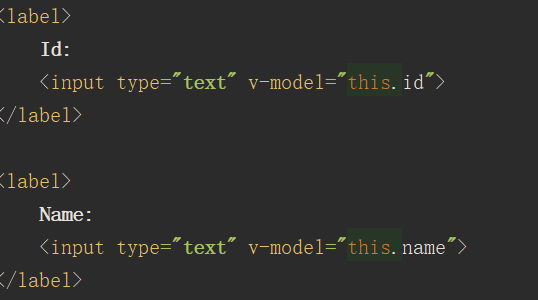 <label>
Id:
<input type="text" v-model="this.id">
</label>
<label>
Name:
<input type="text" v-model="this.name">
</label>